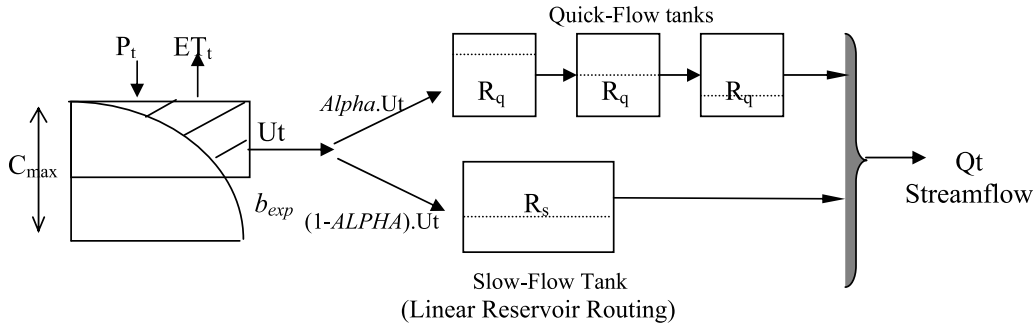 Quick-Flow tanks
P_t
ET_t
Alpha.Ut
R_q
R_q
R_q
Ut
C_max
b_exp
(1-ALPHA).Ut
R_s
Qt
Streamflow
Slow-Flow Tank
(Linear Reservoir Routing)